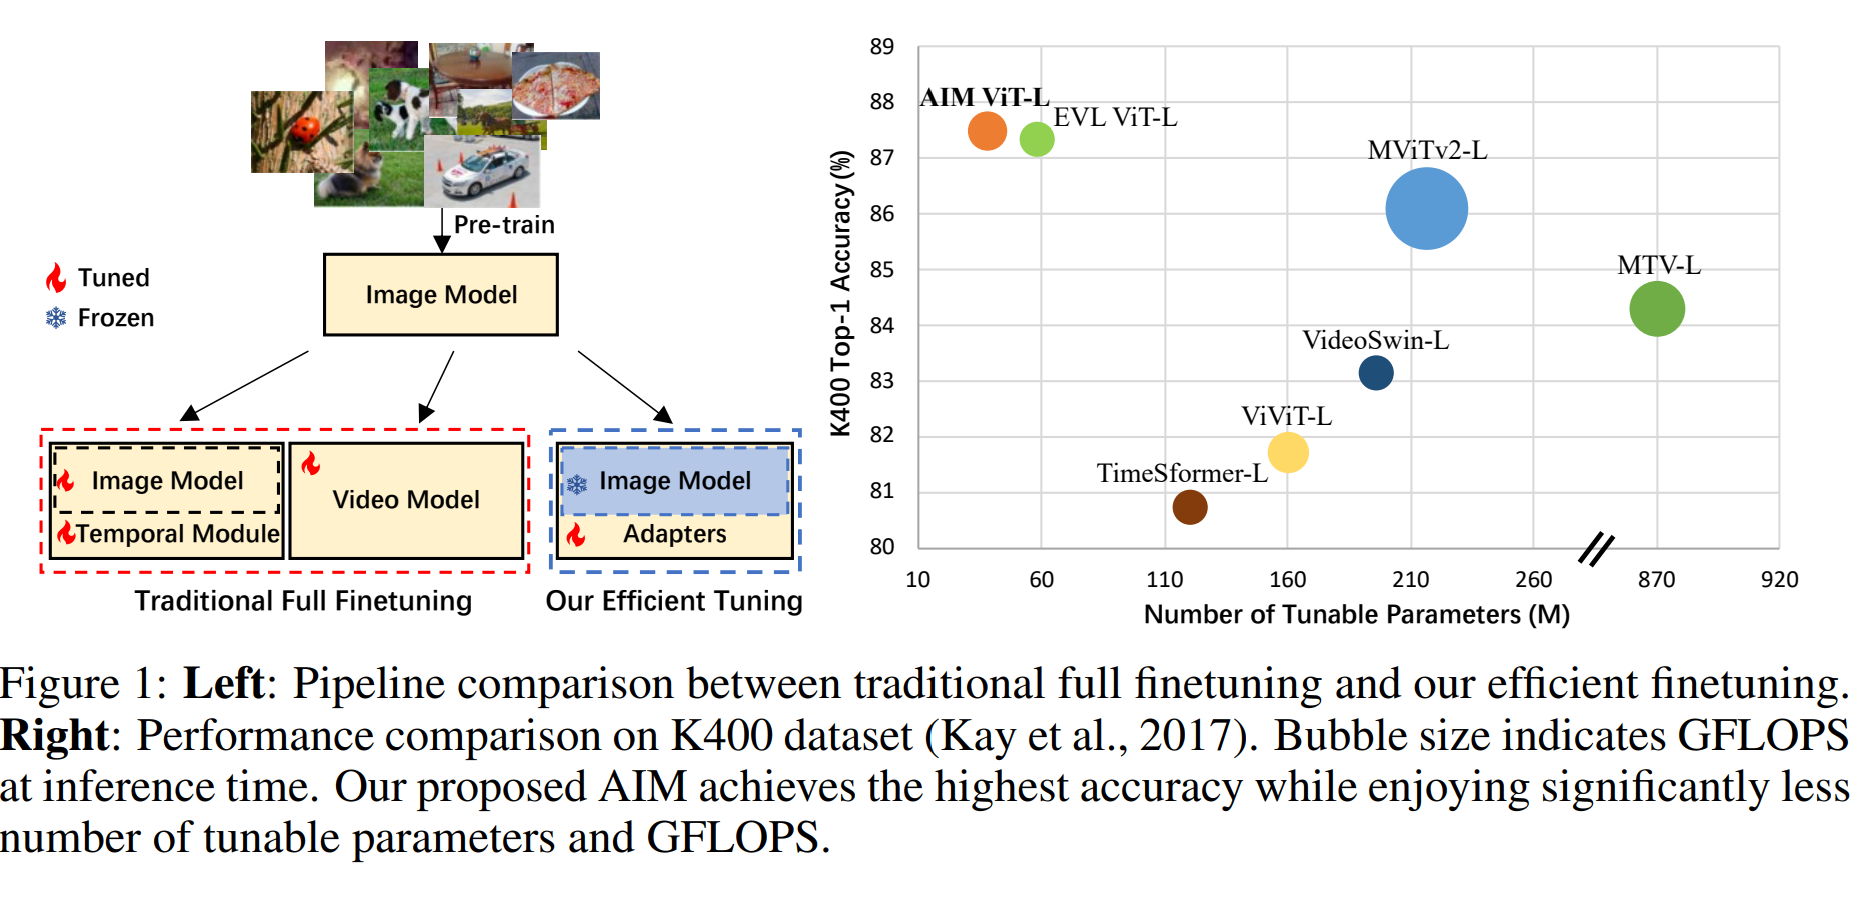 Pre-train
Tuned
Frozen
Image Model
Image Model
Temporal Module
Video Model
Image Model
Adapters
Traditional Full Finetuning
Our Efficient Tuning
K400 Top-1 Accuracy (%)
89
88
87
86
85
84
83
82
81
80
AIM ViT-L
EVL ViT-L
MViTv2-L
MTV-L
VideoSwin-L
ViViT-L
TimeSformer-L
10 60 110 160 210 260 870 920
Number of Tunable Parameters (M)
Figure 1: Left: Pipeline comparison between traditional full finetuning and our efficient finetuning.
Right: Performance comparison on K400 dataset (Kay et al., 2017). Bubble size indicates GFLOPS
at inference time. Our proposed AIM achieves the highest accuracy while enjoying significantly less
number of tunable parameters and GFLOPS.